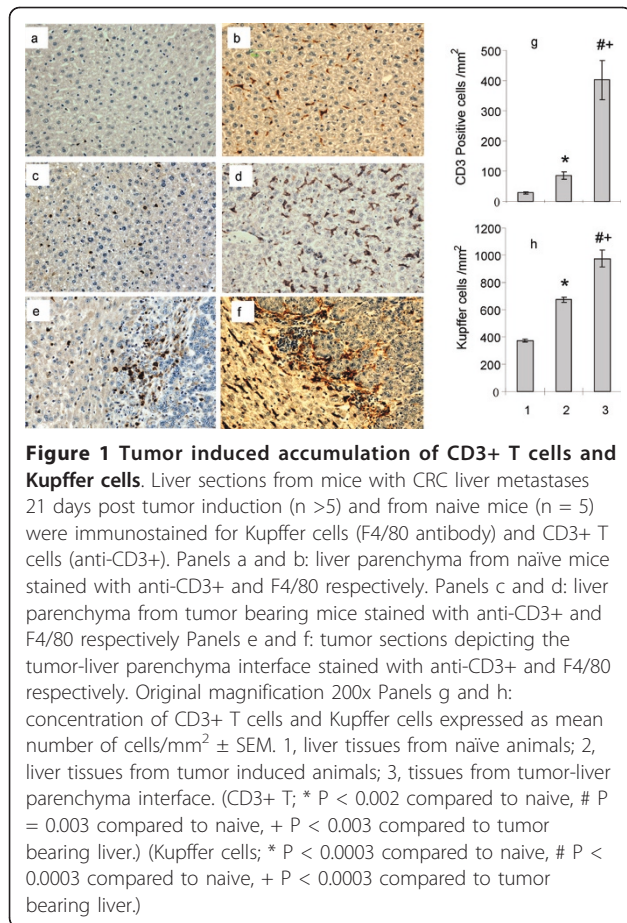 a
b
c
d
e
f
g
#+
*
500
400
300
200
100
0
CD3 Positive cells /mm²
h
#+
*
1200
1000
800
600
400
200
0
Kupffer cells/mm²
1 2 3
Figure 1 Tumor induced accumulation of CD3+ T cells and
Kupffer cells. Liver sections from mice with CRC liver metastases
21 days post tumor induction (n >5) and from naive mice (n = 5)
were immunostained for Kupffer cells (F4/80 antibody) and CD3+ T
cells (anti-CD3+). Panels a and b: liver parenchyma from naïve mice
stained with anti-CD3+ and F4/80 respectively. Panels c and d: liver
parenchyma from tumor bearing mice stained with anti-CD3+ and
F4/80 respectively Panels e and f: tumor sections depicting the
tumor-liver parenchyma interface stained with anti-CD3+ and F4/80
respectively. Original magnification 200x Panels g and h:
concentration of CD3+ T cells and Kupffer cells expressed as mean
number of cells/mm² ± SEM. 1, liver tissues from naïve animals; 2,
liver tissues from tumor induced animals; 3, tissues from tumor-liver
parenchyma interface. (CD3+ T; * P < 0.002 compared to naive, # P
= 0.003 compared to naive, + P < 0.003 compared to tumor
bearing liver.) (Kupffer cells; * P < 0.0003 compared to naive, # P <
0.0003 compared to naive, + P < 0.0003 compared to tumor
bearing liver.)